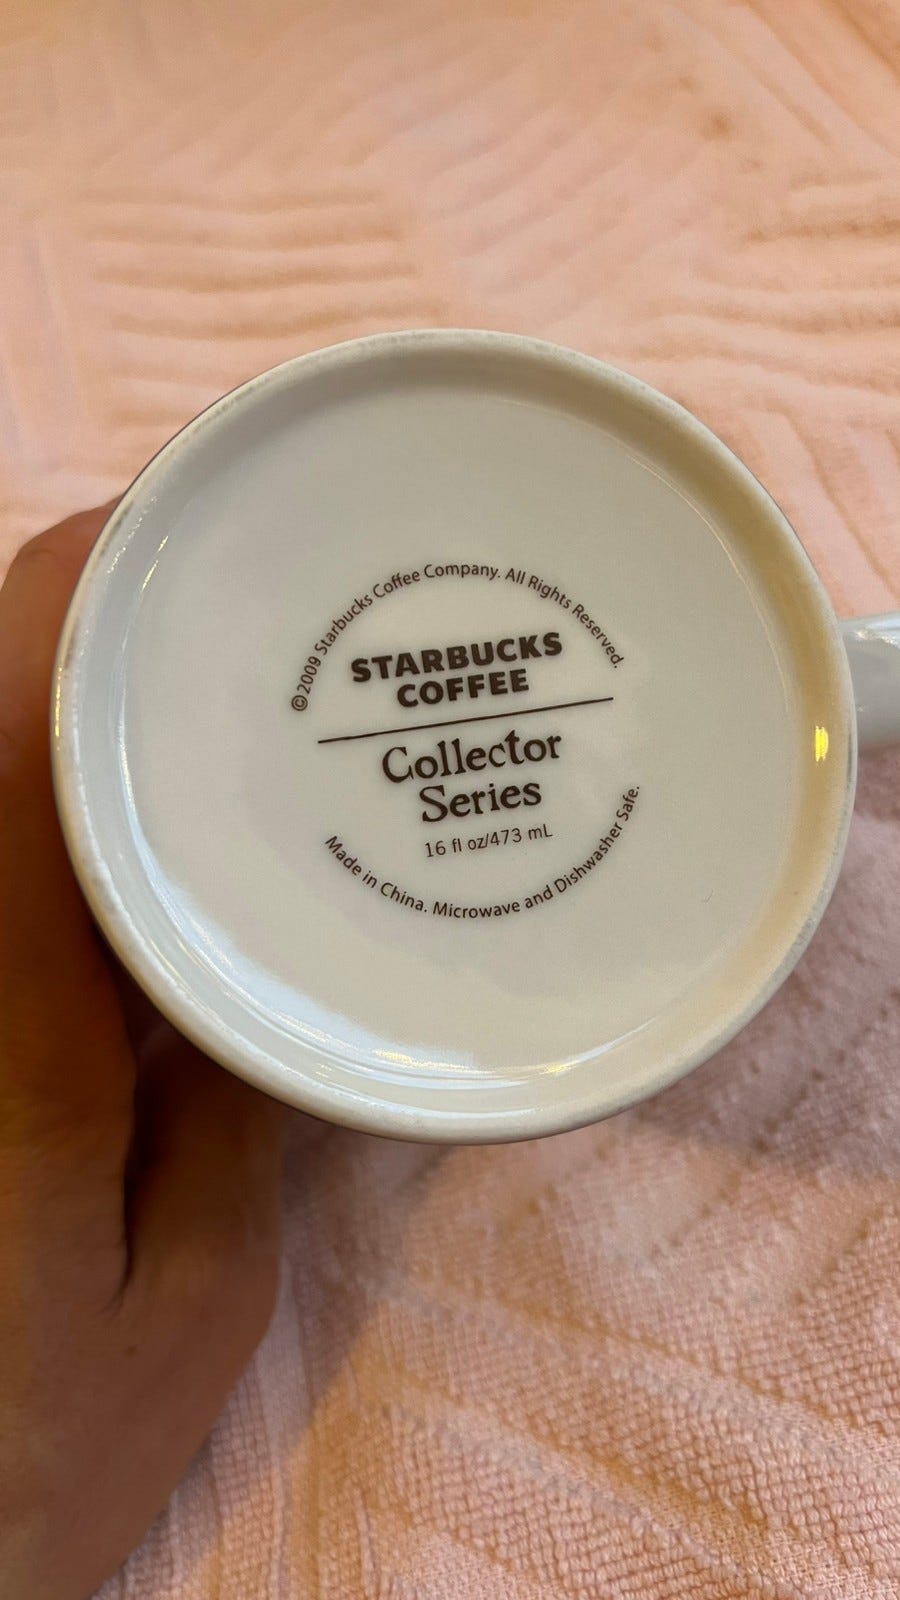 ©2009 Starbucks Coffee Company. All Rights Reserved.
STARBUCKS
COFFEE
Collector
Series
16 fl oz/473 mL
Made in China. Microwave and Dishwasher Safe.